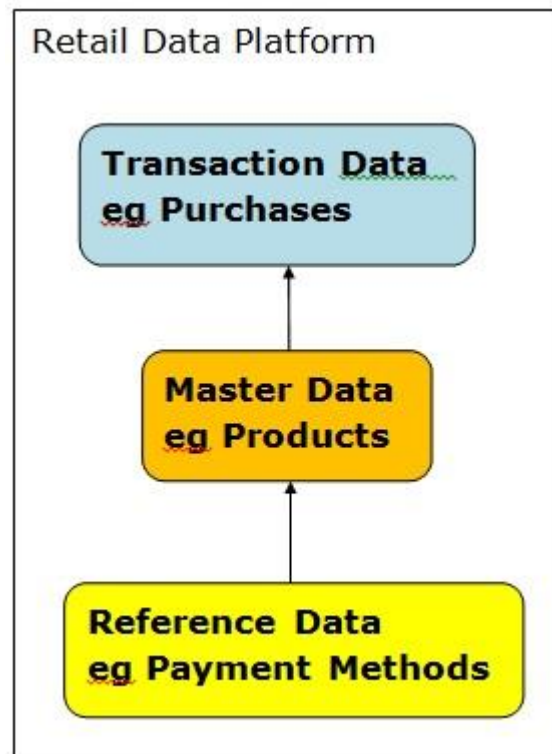 Retail Data Platform
Transaction Data
eg Purchases
Master Data
eg Products
Reference Data
eg Payment Methods